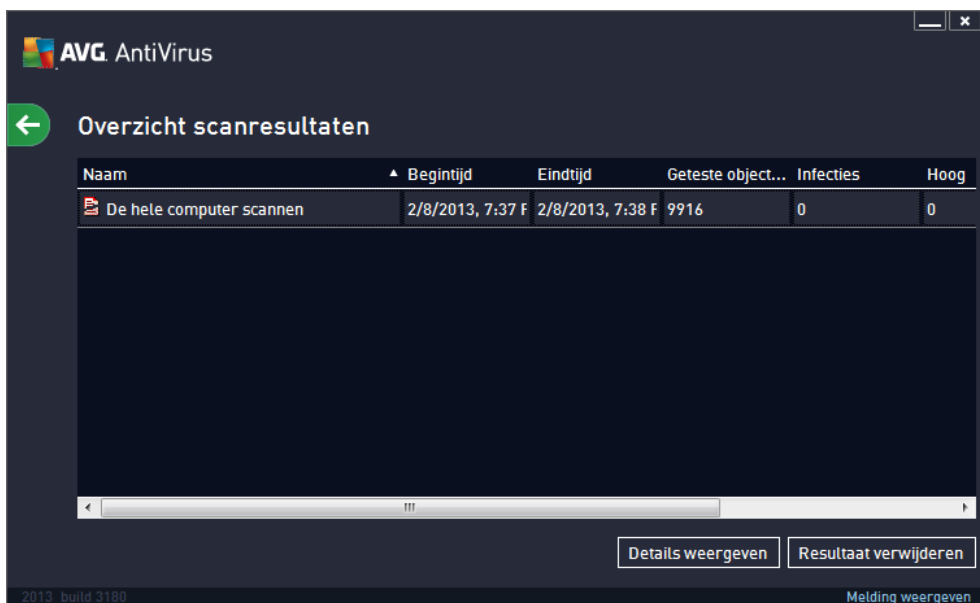 AVG AntiVirus
Overzicht scanresultaten
Naam Begintijd Eindtijd Geteste object... Infecties Hoog
De hele computer scannen 2/8/2013, 7:37 F 2/8/2013, 7:38 F 9916 0 0
Details weergeven Resultaat verwijderen
2013 build 3180 Melding weergeven